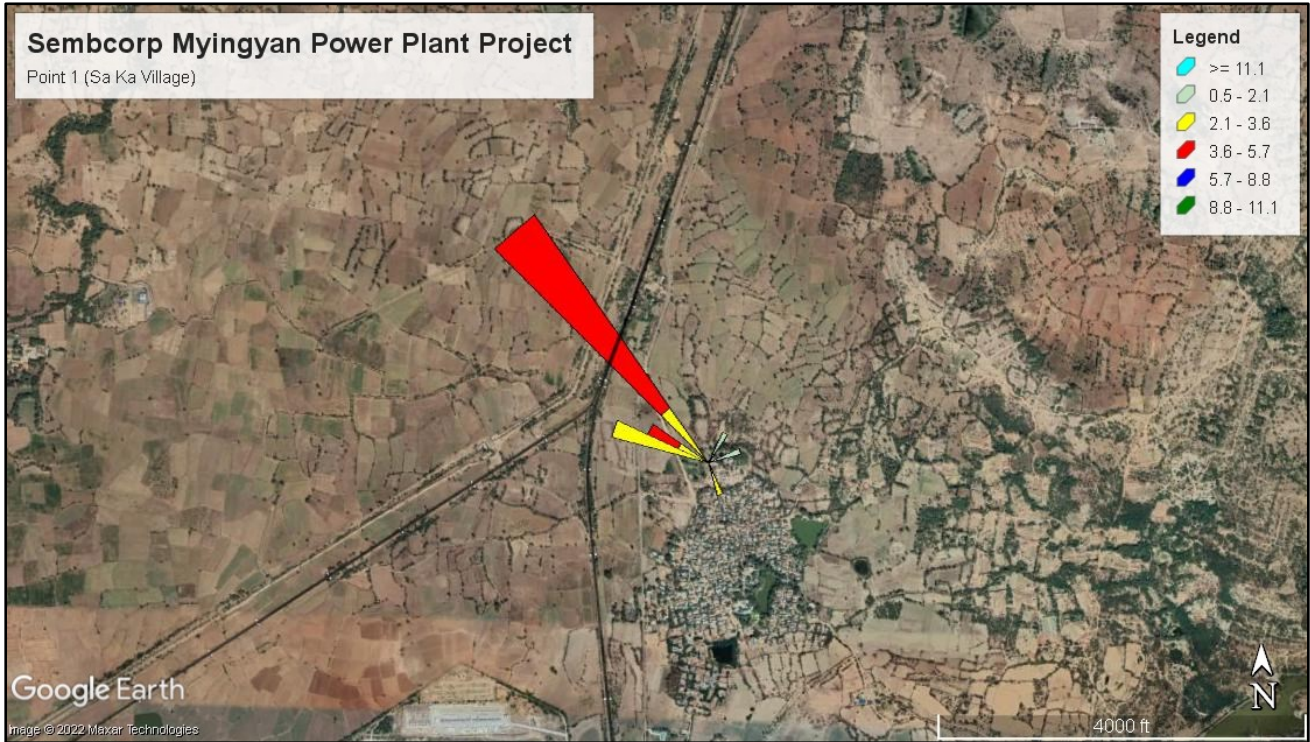 Sembcorp Myingyan Power Plant Project
Point 1 (Sa Ka Village)
Legend
>= 11.1
0.5 - 2.1
2.1 - 3.6
3.6 - 5.7
5.7 - 8.8
8.8 - 11.1
Google Earth
Image © 2022 Maxar Technologies
4000 ft
N